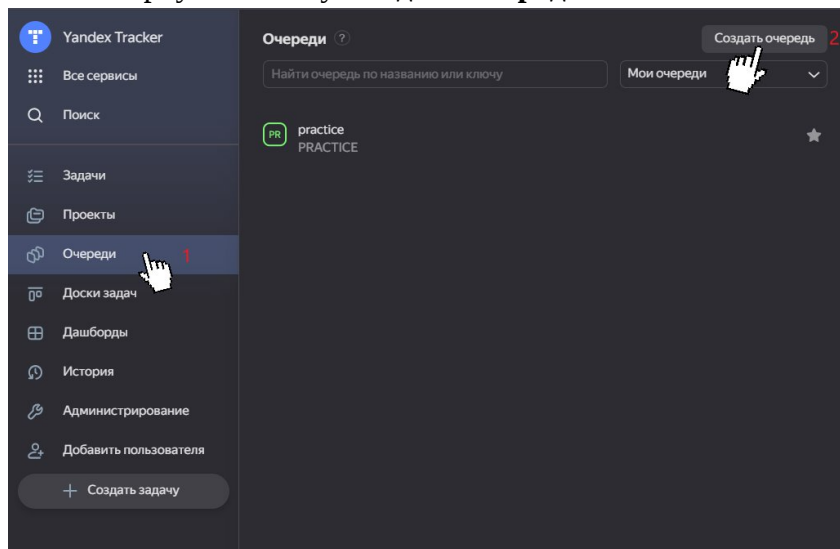 Yandex Tracker
Все сервисы
Поиск
Задачи
Проекты
Очереди 1
Доски задач
Дашборды
История
Администрирование
Добавить пользователя
+ Создать задачу
Очереди ?
Создать очередь 2
Найти очередь по названию или ключу
Мои очереди
PR practice
PRACTICE